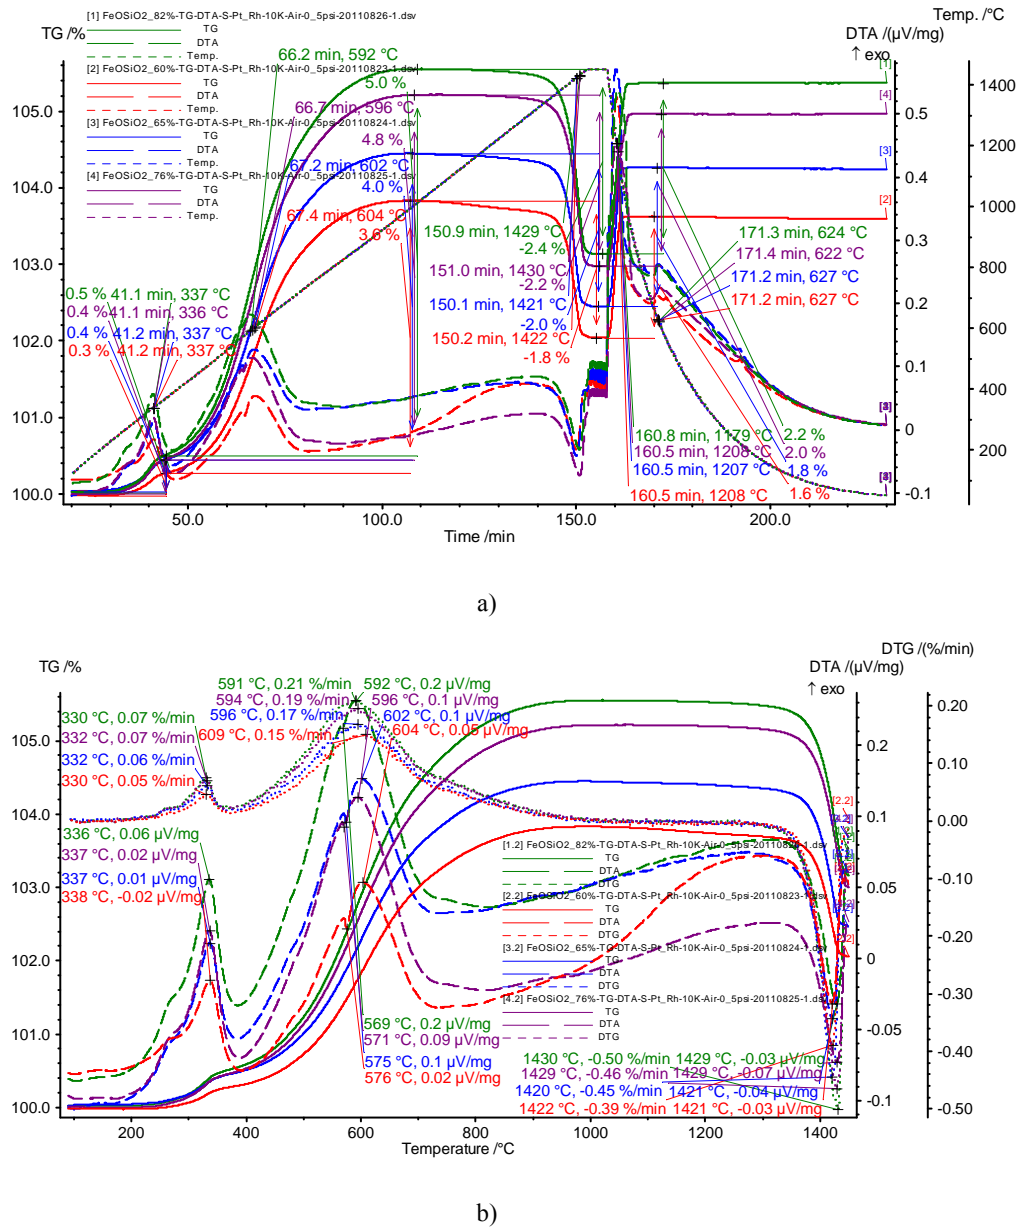 Temp. /°C
TG /%
DTA /(µV/mg)
↑ exo
[1] FeOSiO2_82%-TG-DTA-S-Pt_Rh-10K-Air-0_5psi-20110826-1.dsv
TG
DTA
Temp.
[2] FeOSiO2_60%-TG-DTA-S-Pt_Rh-10K-Air-0_5psi-20110823-1.dsv
TG
DTA
Temp.
[3] FeOSiO2_65%-TG-DTA-S-Pt_Rh-10K-Air-0_5psi-20110824-1.dsv
TG
DTA
Temp.
[4] FeOSiO2_76%-TG-DTA-S-Pt_Rh-10K-Air-0_5psi-20110825-1.dsv
TG
DTA
Temp.
66.2 min, 592 °C
5.0 %
66.7 min, 596 °C
4.8 %
67.2 min, 602 °C
4.0 %
67.4 min, 604 °C
3.6 %
[1]
[4]
[3]
[2]
150.9 min, 1429 °C
-2.4 %
151.0 min, 1430 °C
-2.2 %
150.1 min, 1421 °C
-2.0 %
150.2 min, 1422 °C
-1.8 %
171.3 min, 624 °C
171.4 min, 622 °C
171.2 min, 627 °C
171.2 min, 627 °C
0.5 % 41.1 min, 337 °C
0.4 % 41.1 min, 336 °C
0.4 % 41.2 min, 337 °C
0.3 % 41.2 min, 337 °C
160.8 min, 1179 °C
160.5 min, 1208 °C
160.5 min, 1207 °C
160.5 min, 1208 °C
2.2 %
2.0 %
1.8 %
1.6 %
105.0
104.0
103.0
102.0
101.0
100.0
0.5
0.4
0.3
0.2
0.1
0
-0.1
1400
1200
1000
800
600
400
200
50.0 100.0 150.0 200.0
Time /min
a)
DTG /(%/min)
TG /%
DTA /(µV/mg)
↑ exo
591 °C, 0.21 %/min 592 °C, 0.2 µV/mg
594 °C, 0.19 %/min 596 °C, 0.1 µV/mg
596 °C, 0.17 %/min 602 °C, 0.1 µV/mg
609 °C, 0.15 %/min 604 °C, 0.05 µV/mg
330 °C, 0.07 %/min
332 °C, 0.07 %/min
332 °C, 0.06 %/min
330 °C, 0.05 %/min
336 °C, 0.06 µV/mg
337 °C, 0.02 µV/mg
337 °C, 0.01 µV/mg
338 °C, -0.02 µV/mg
[2.2]
[1.2] FeOSiO2_82%-TG-DTA-S-Pt_Rh-10K-Air-0_5psi-20110826-1.dsv
TG
DTA
DTG
[2.2] FeOSiO2_60%-TG-DTA-S-Pt_Rh-10K-Air-0_5psi-20110823-1.dsv
TG
DTA
DTG
[3.2] FeOSiO2_65%-TG-DTA-S-Pt_Rh-10K-Air-0_5psi-20110824-1.dsv
TG
DTA
DTG
[4.2] FeOSiO2_76%-TG-DTA-S-Pt_Rh-10K-Air-0_5psi-20110825-1.dsv
TG
DTA
DTG
569 °C, 0.2 µV/mg
571 °C, 0.09 µV/mg
575 °C, 0.1 µV/mg
576 °C, 0.02 µV/mg
1430 °C, -0.50 %/min 1429 °C, -0.03 µV/mg
1429 °C, -0.46 %/min 1429 °C, -0.07 µV/mg
1420 °C, -0.45 %/min 1421 °C, -0.04 µV/mg
1422 °C, -0.39 %/min 1421 °C, -0.03 µV/mg
105.0
104.0
103.0
102.0
101.0
100.0
0.2
0.1
0.05
0
-0.05
-0.1
0.20
0.10
0.00
-0.10
-0.20
-0.30
-0.40
-0.50
200 400 600 800 1000 1200 1400
Temperature /°C
b)